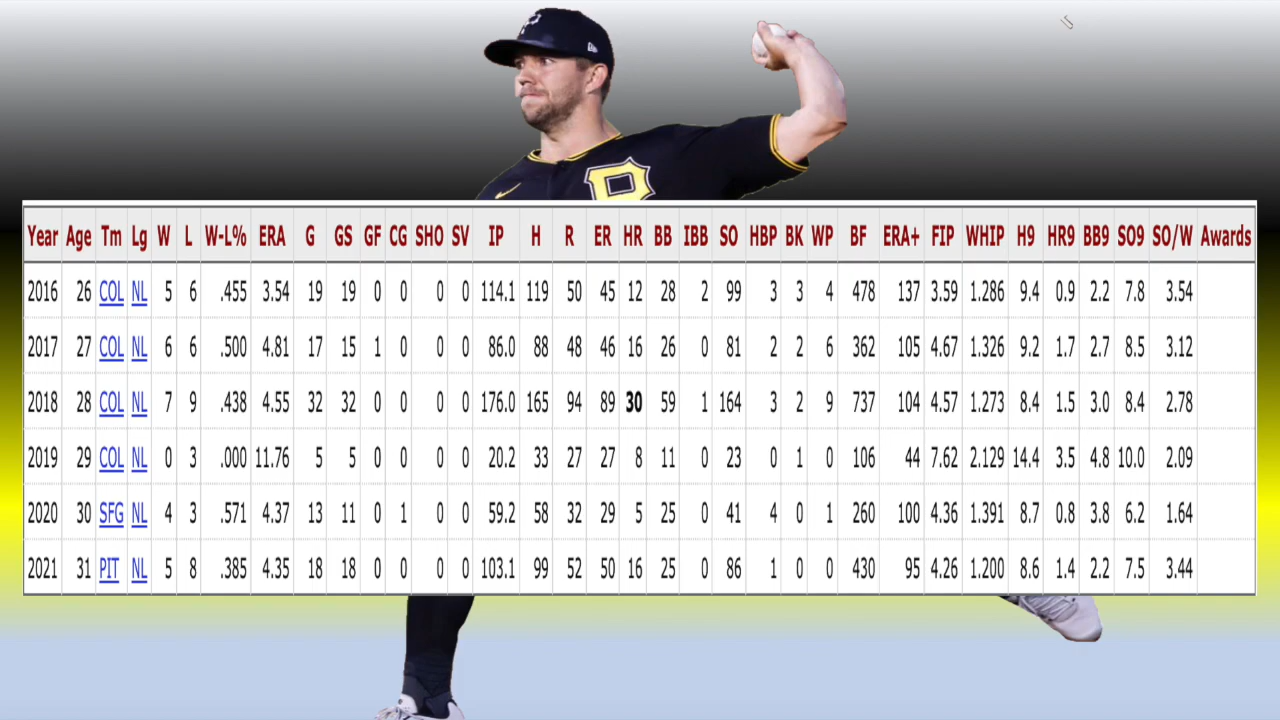 P
P
Year Age Tm Lg W L W-L% ERA G GS GF CG SHO SV IP H R ER HR BB IBB SO HBP BK WP BF ERA+ FIP WHIP H9 HR9 BB9 SO9 SO/W Awards
2016 26 COL NL 5 6 .455 3.54 19 19 0 0 0 0 114.1 119 50 45 12 28 2 99 3 3 4 478 137 3.59 1.286 9.4 0.9 2.2 7.8 3.54
2017 27 COL NL 6 6 .500 4.81 17 15 1 0 0 0 86.0 88 48 46 16 26 0 81 2 2 6 362 105 4.67 1.326 9.2 1.7 2.7 8.5 3.12
2018 28 COL NL 7 9 .438 4.55 32 32 0 0 0 0 176.0 165 94 89 30 59 1 164 3 2 9 737 104 4.57 1.273 8.4 1.5 3.0 8.4 2.78
2019 29 COL NL 0 3 .000 11.76 5 5 0 0 0 0 20.2 33 27 27 8 11 0 23 0 1 0 106 44 7.62 2.129 14.4 3.5 4.8 10.0 2.09
2020 30 SFG NL 4 3 .571 4.37 13 11 0 1 0 0 59.2 58 32 29 5 25 0 41 4 0 1 260 100 4.36 1.391 8.7 0.8 3.8 6.2 1.64
2021 31 PIT NL 5 8 .385 4.35 18 18 0 0 0 0 103.1 99 52 50 16 25 0 86 1 0 0 430 95 4.26 1.200 8.6 1.4 2.2 7.5 3.44